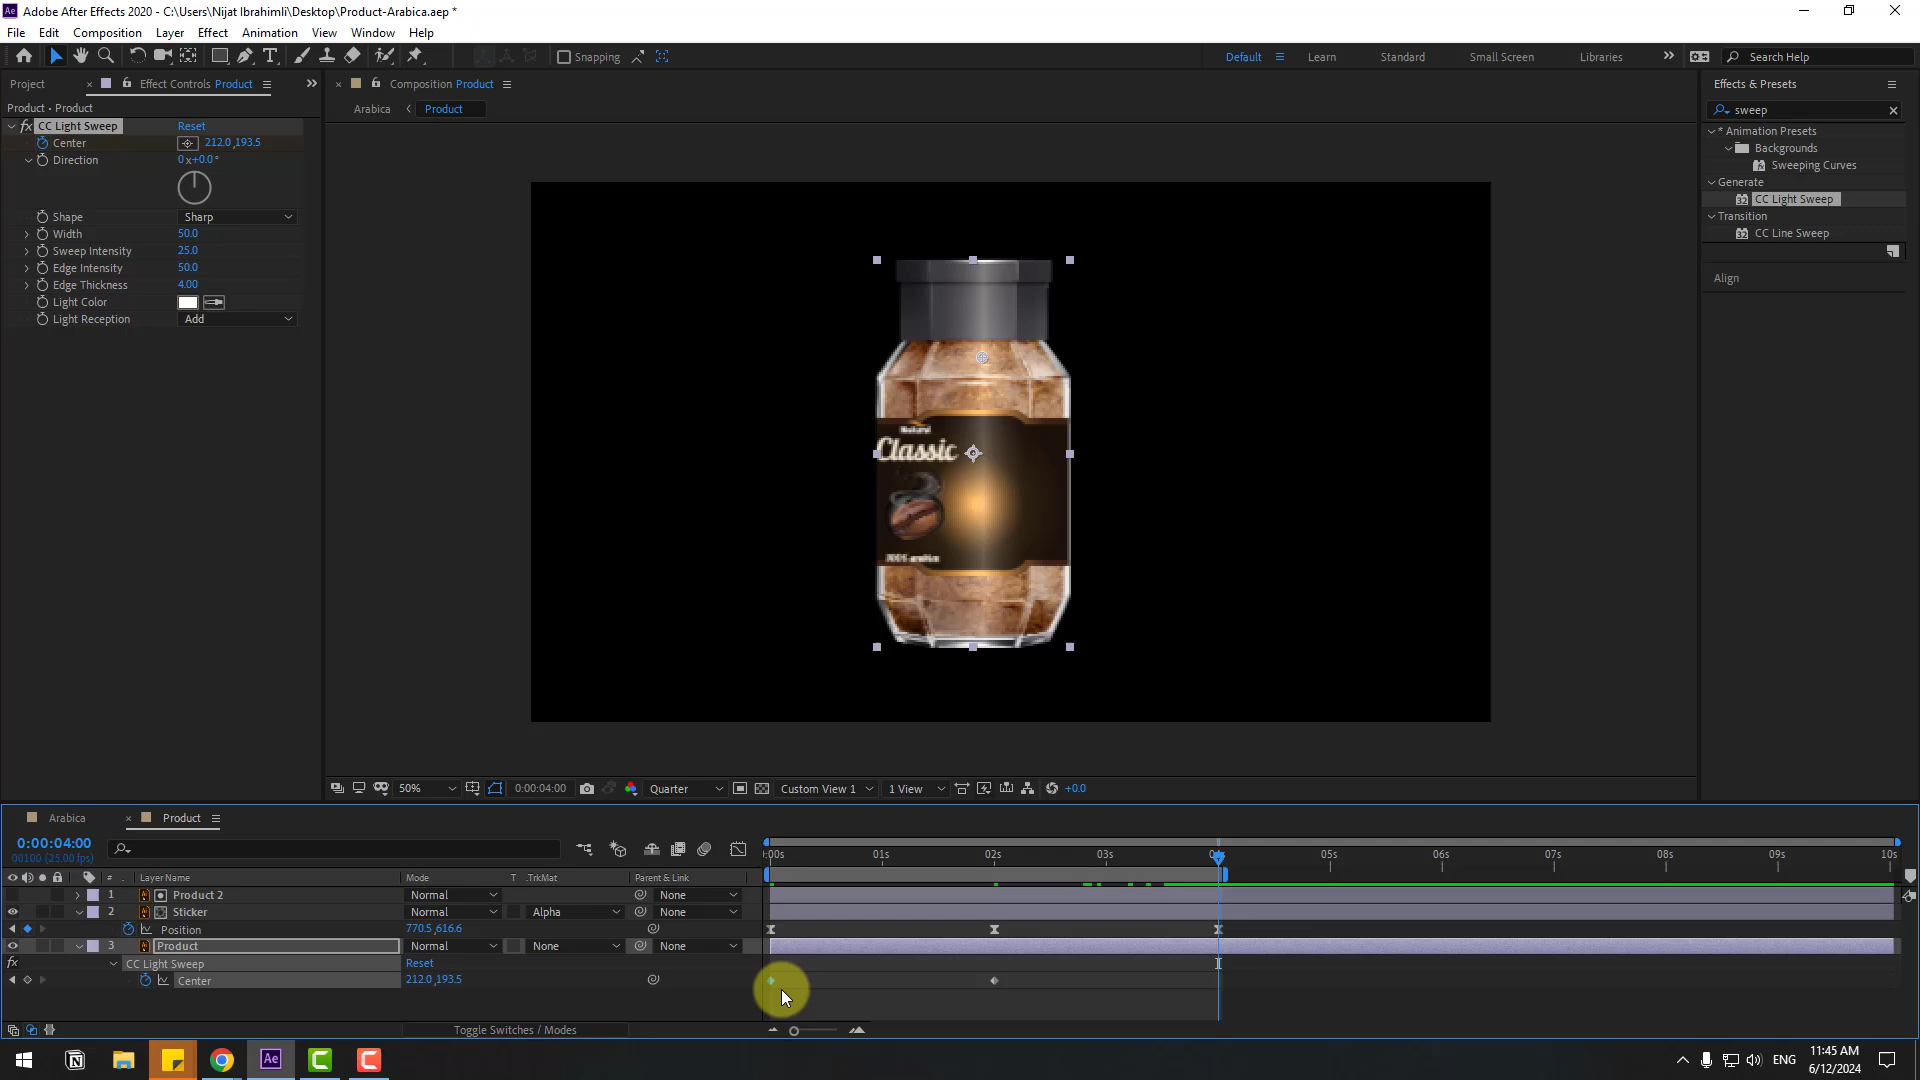 Ae Adobe After Effects 2020 - C:\Users\Nijat Ibrahimli\Desktop\Product-Arabica.aep *
File Edit Composition Layer Effect Animation View Window Help
Snapping
Default Learn Standard Small Screen Libraries Search Help
Project Effect Controls Product
Product • Product
fx CC Light Sweep Reset
Center 212.0,193.5
Direction 0x+0.0°
Shape Sharp
Width 50.0
Sweep Intensity 25.0
Edge Intensity 50.0
Edge Thickness 4.00
Light Color
Light Reception Add
Composition Product
Arabica Product
Natural
Classic
100% arabica
50% 0:00:04:00 Quarter Custom View 1 1 View +0.0
Effects & Presets
sweep
* Animation Presets
Backgrounds
Sweeping Curves
Generate
CC Light Sweep
Transition
CC Line Sweep
Align
Arabica Product
0:00:04:00
00100 (25.00 fps)
:00s 01s 02s 03s 05s 06s 07s 08s 09s 10s
# Layer Name Mode T .TrkMat Parent & Link
1 Product 2 Normal None
2 Sticker Normal Alpha None
Position 770.5,616.6
3 Product Normal None None
fx CC Light Sweep Reset
Center 212.0,193.5
Toggle Switches / Modes
Ae ENG 11:45 AM
6/12/2024